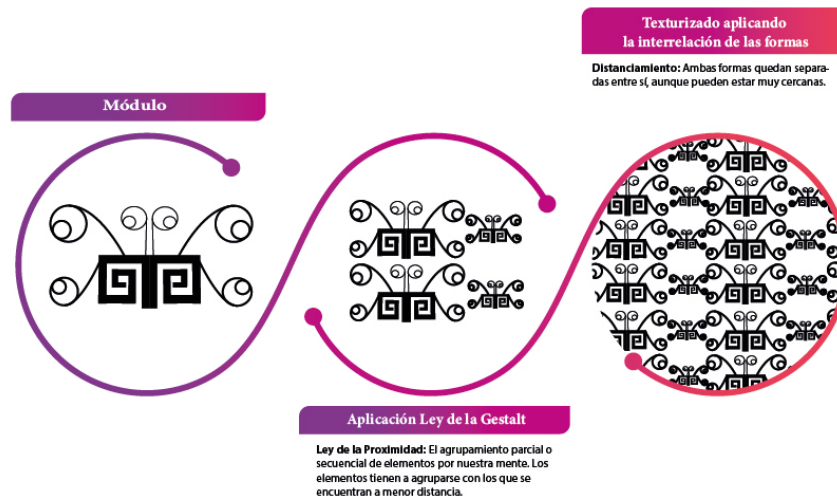 Módulo
Aplicación Ley de la Gestalt
Ley de la Proximidad: El agrupamiento parcial o
secuencial de elementos por nuestra mente. Los
elementos tienen a agruparse con los que se
encuentran a menor distancia.
Texturizado aplicando
la interrelación de las formas
Distanciamiento: Ambas formas quedan separa-
das entre sí, aunque pueden estar muy cercanas.